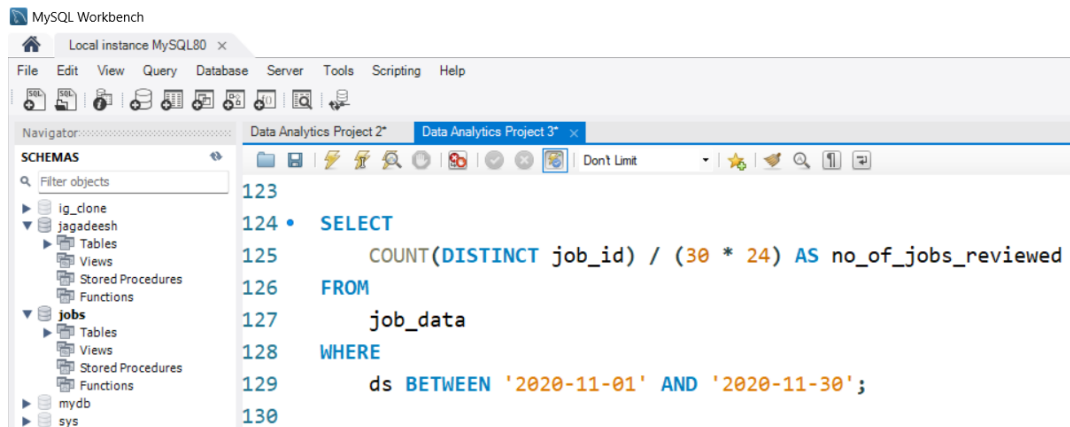 MySQL Workbench
Local instance MySQL80 ×
File Edit View Query Database Server Tools Scripting Help
Navigator
Data Analytics Project 2*
Data Analytics Project 3* ×
SCHEMAS
Don't Limit
Filter objects
ig_clone
jagadeesh
Tables
Views
Stored Procedures
Functions
jobs
Tables
Views
Stored Procedures
Functions
mydb
sys
123
124 SELECT
125 COUNT(DISTINCT job_id) / (30 * 24) AS no_of_jobs_reviewed
126 FROM
127 job_data
128 WHERE
129 ds BETWEEN '2020-11-01' AND '2020-11-30';
130